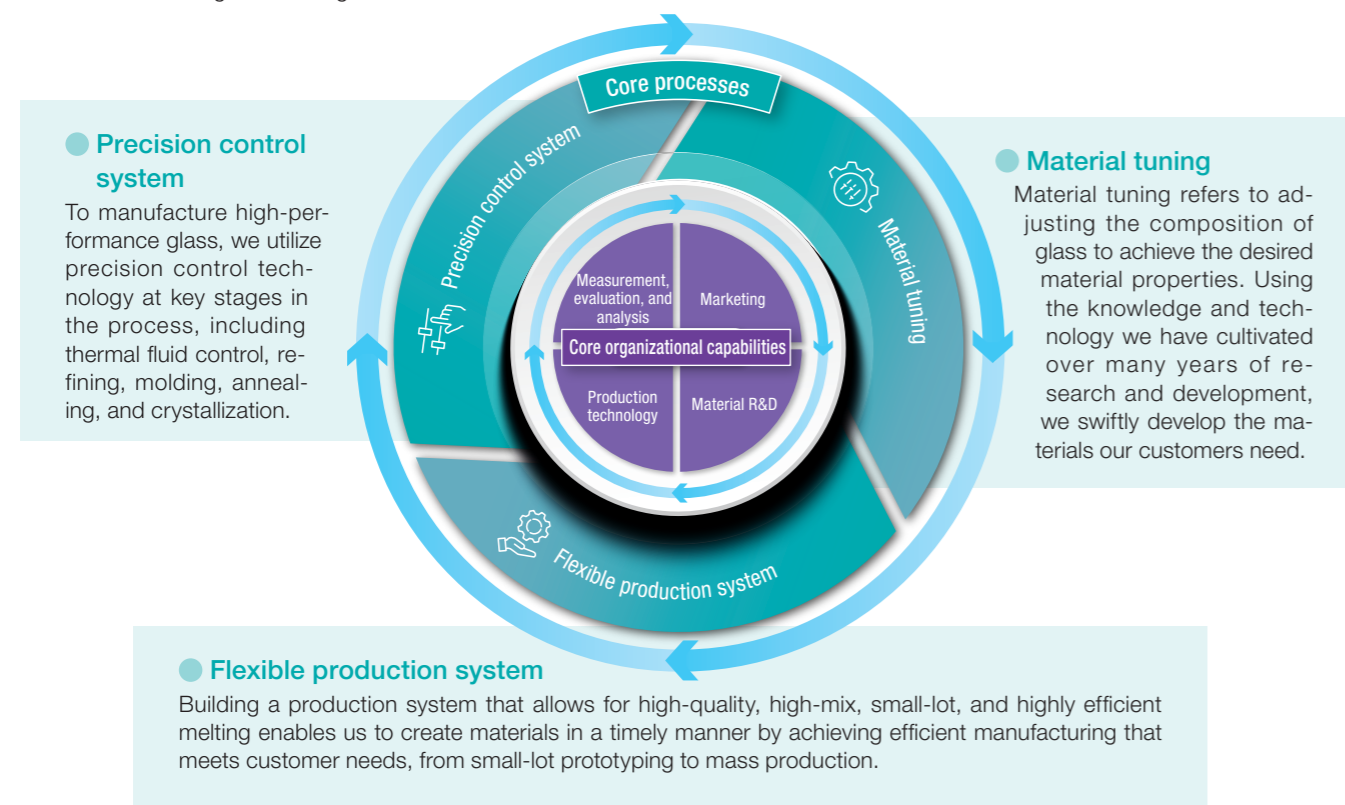 Core processes
Precision control system
Material tuning
Flexible production system
Measurement,
evaluation, and
analysis
Marketing
Core organizational capabilities
Production
technology
Material R&D
Precision control
system
To manufacture high-per-
formance glass, we utilize
precision control tech-
nology at key stages in
the process, including
thermal fluid control, re-
fining, molding, anneal-
ing, and crystallization.
Material tuning
Material tuning refers to ad-
justing the composition of
glass to achieve the desired
material properties. Using
the knowledge and tech-
nology we have cultivated
over many years of re-
search and development,
we swiftly develop the ma-
terials our customers need.
Flexible production system
Building a production system that allows for high-quality, high-mix, small-lot, and highly efficient
melting enables us to create materials in a timely manner by achieving efficient manufacturing that
meets customer needs, from small-lot prototyping to mass production.